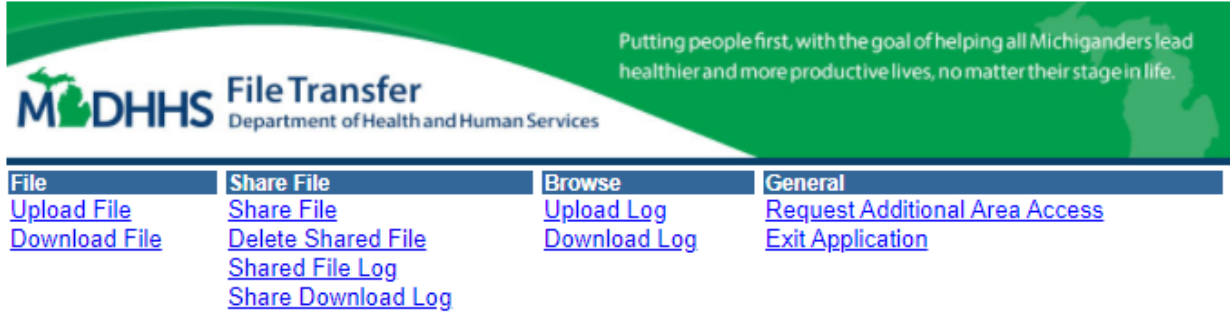 Putting people first, with the goal of helping all Michiganders lead
healthier and more productive lives, no matter their stage in life.
MDHHS File Transfer
Department of Health and Human Services
File Share File Browse General
Upload File Share File Upload Log Request Additional Area Access
Download File Delete Shared File Download Log Exit Application
Shared File Log
Share Download Log